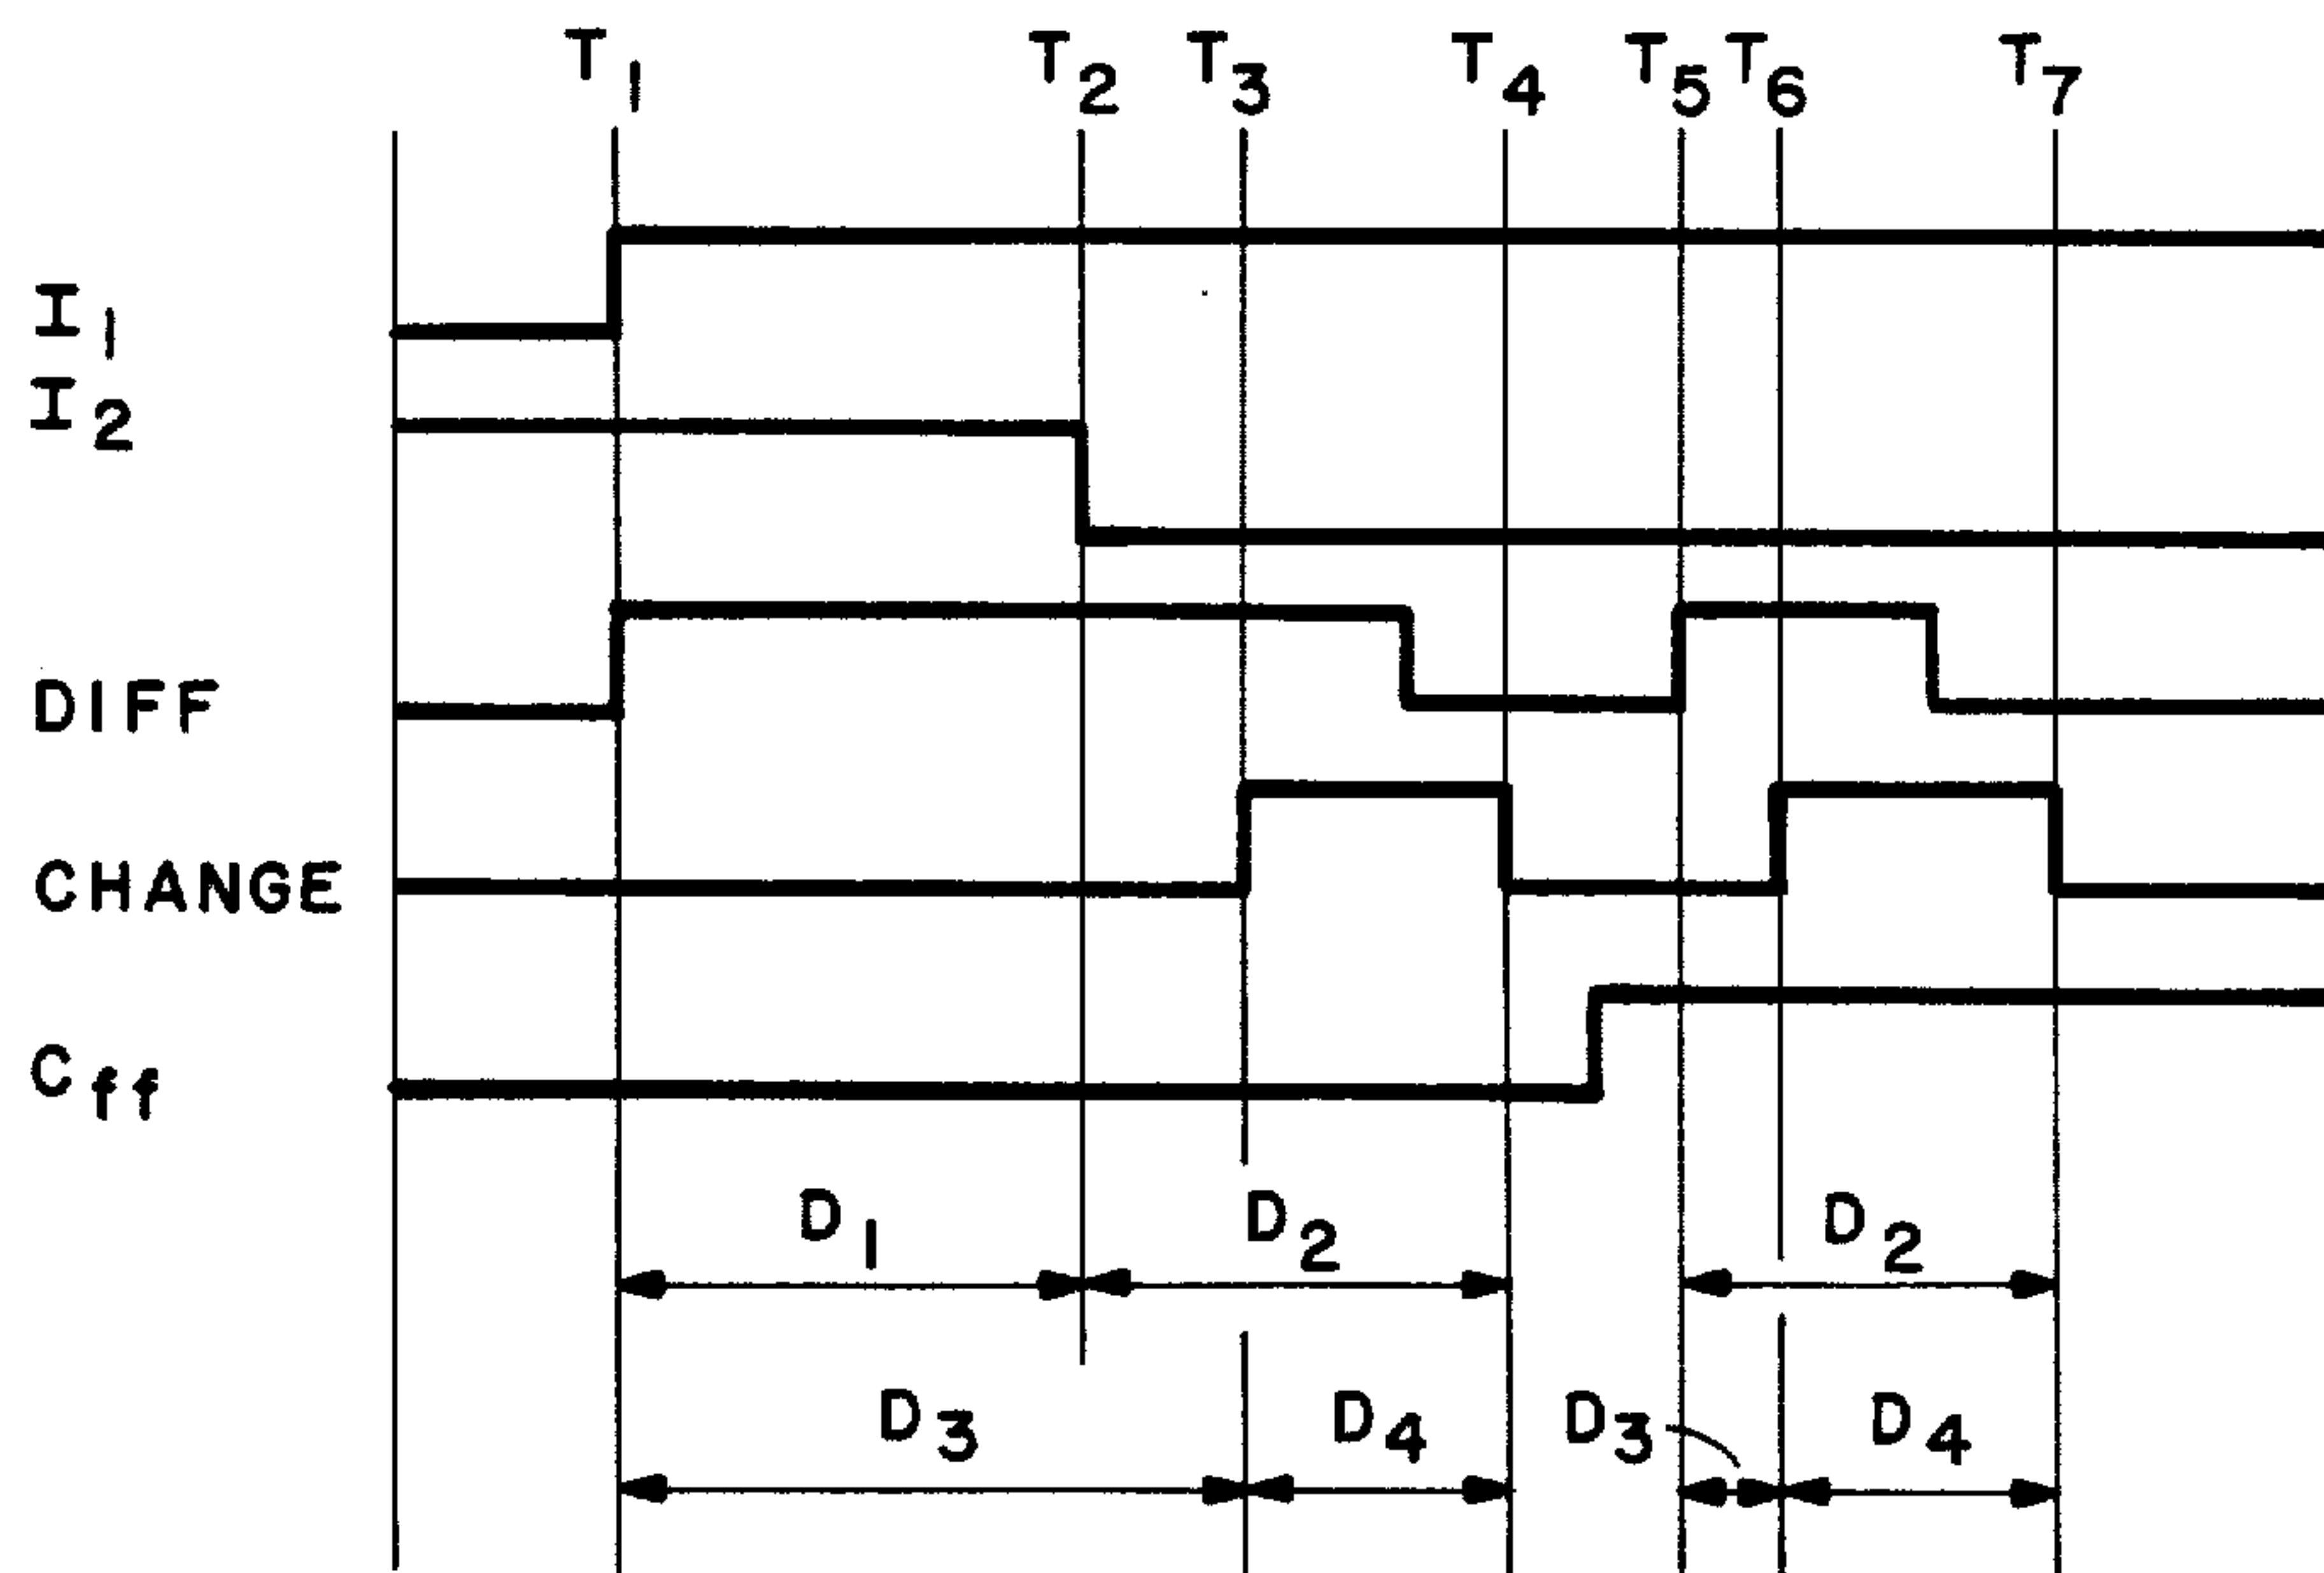 T1 T2 T3 T4 T5 T6 T7
I1
I2
DIFF
CHANGE
Cff
D1 D2 D2
D3 D4 D3 D4